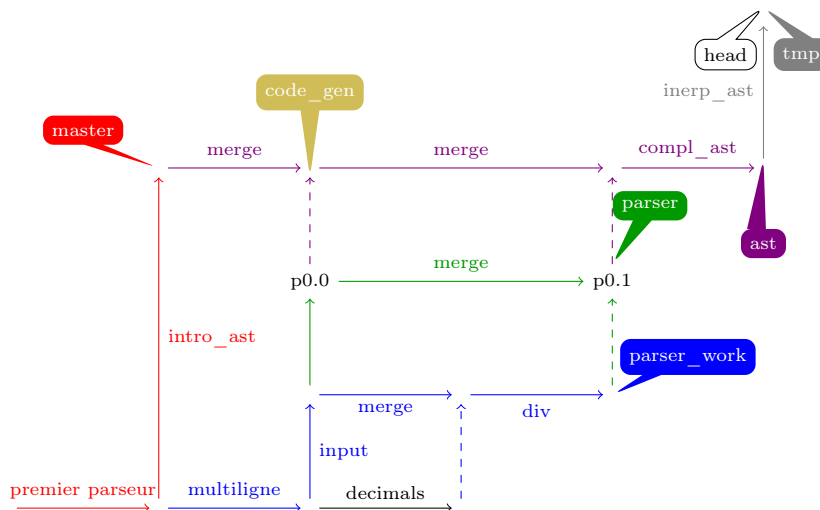 head
tmp
inerp_ast
code_gen
master
merge
merge
compl_ast
parser
ast
merge
p0.0
p0.1
intro_ast
parser_work
merge
div
input
premier parseur
multiligne
decimals